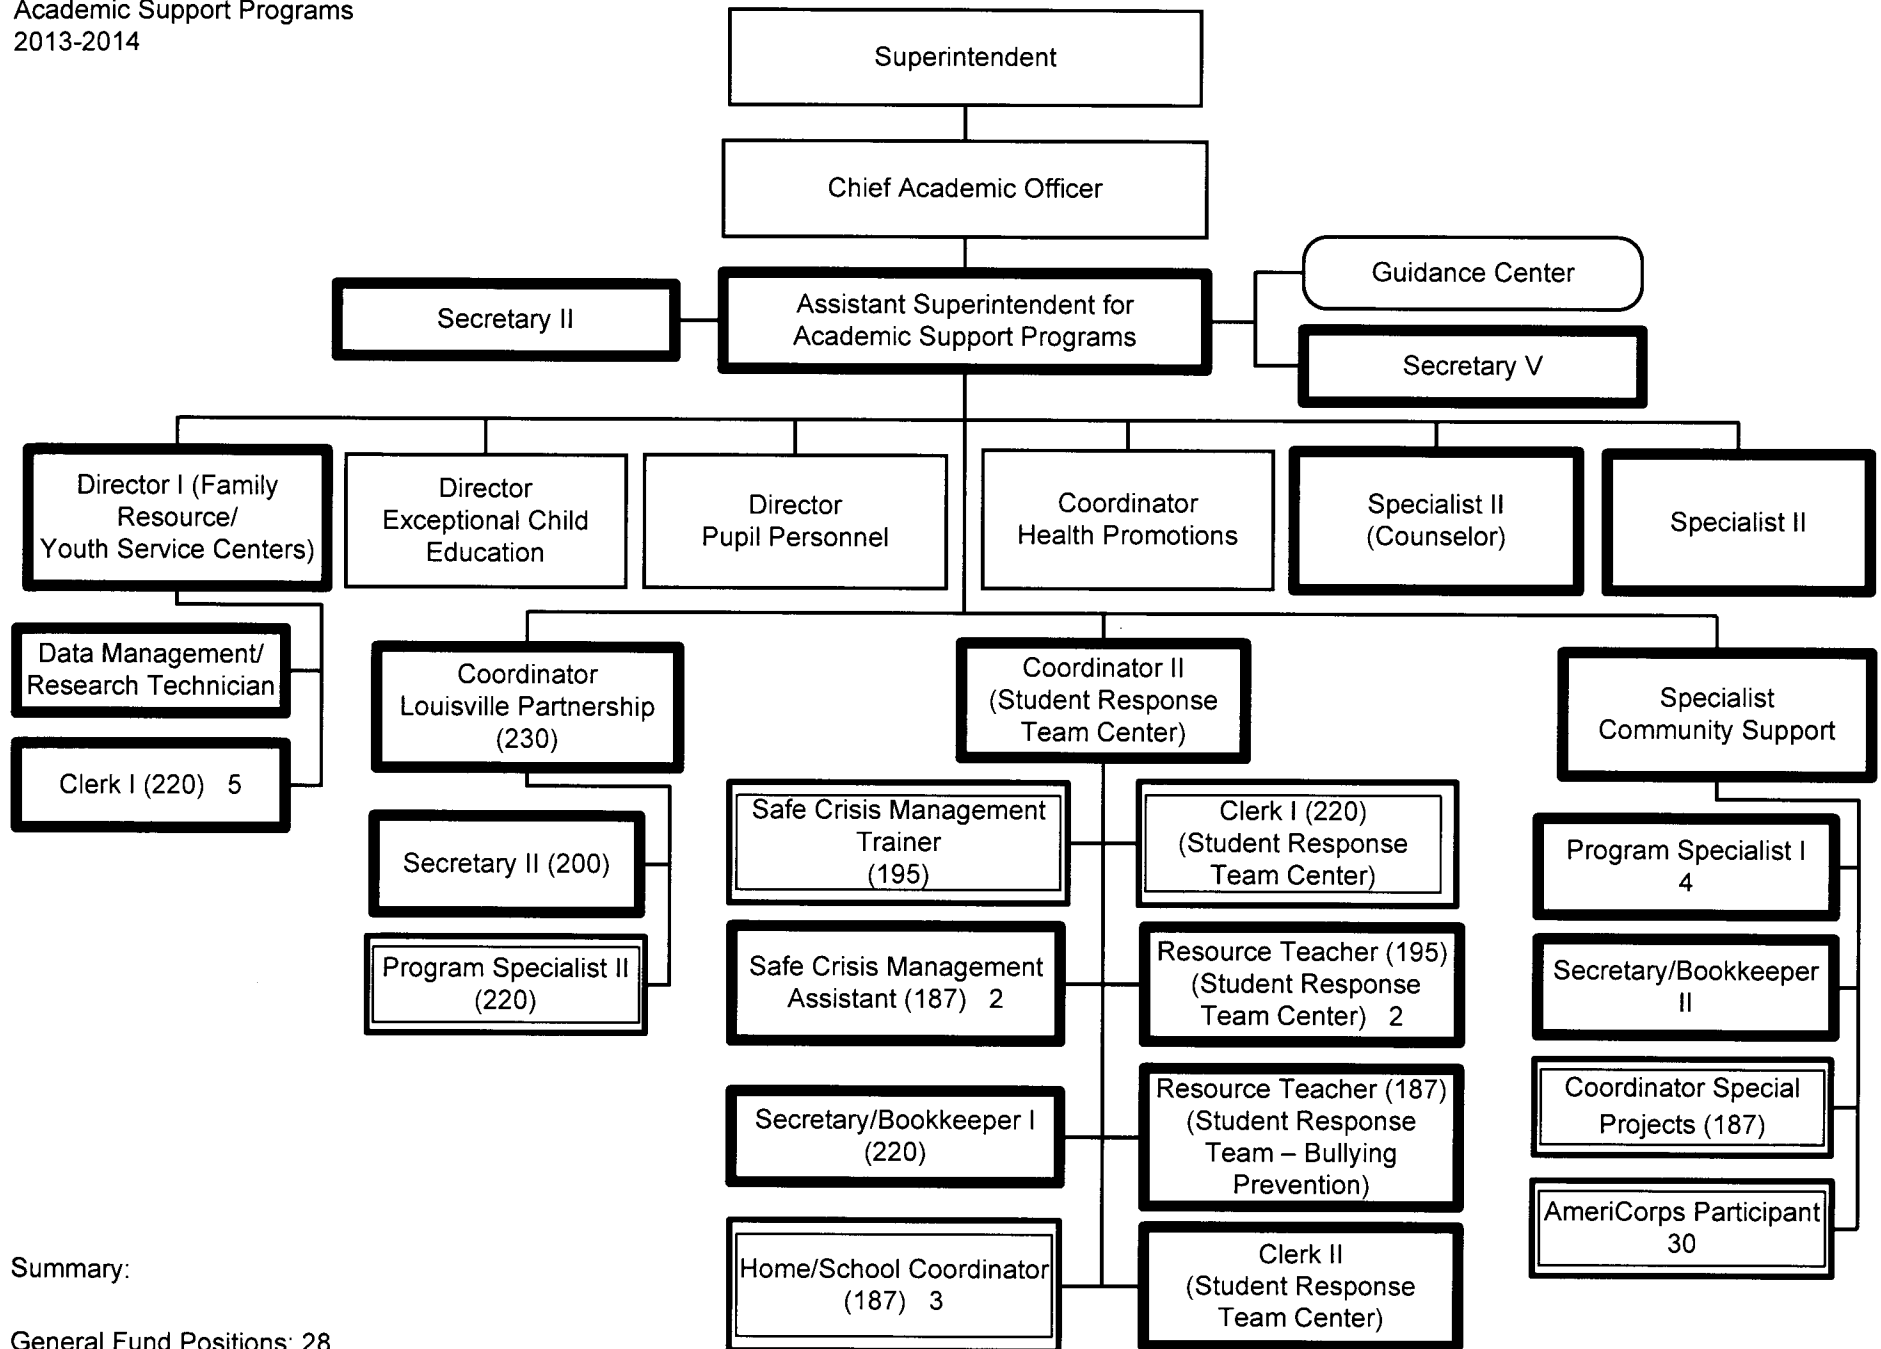 Academic Support Programs
2013-2014
Superintendent
Chief Academic Officer
Secretary II
Assistant Superintendent for
Academic Support Programs
Guidance Center
Secretary V
Director I (Family
Resource/
Youth Service Centers)
Director
Exceptional Child
Education
Director
Pupil Personnel
Coordinator
Health Promotions
Specialist II
(Counselor)
Specialist II
Data Management/
Research Technician
Clerk I (220) 5
Coordinator
Louisville Partnership
(230)
Secretary II (200)
Program Specialist II
(220)
Coordinator II
(Student Response
Team Center)
Safe Crisis Management
Trainer
(195)
Clerk I (220)
(Student Response
Team Center)
Safe Crisis Management
Assistant (187) 2
Resource Teacher (195)
(Student Response
Team Center) 2
Secretary/Bookkeeper I
(220)
Resource Teacher (187)
(Student Response
Team – Bullying
Prevention)
Home/School Coordinator
(187) 3
Clerk II
(Student Response
Team Center)
Specialist
Community Support
Program Specialist I
4
Secretary/Bookkeeper
II
Coordinator Special
Projects (187)
AmeriCorps Participant
30
Summary:
General Fund Positions: 28